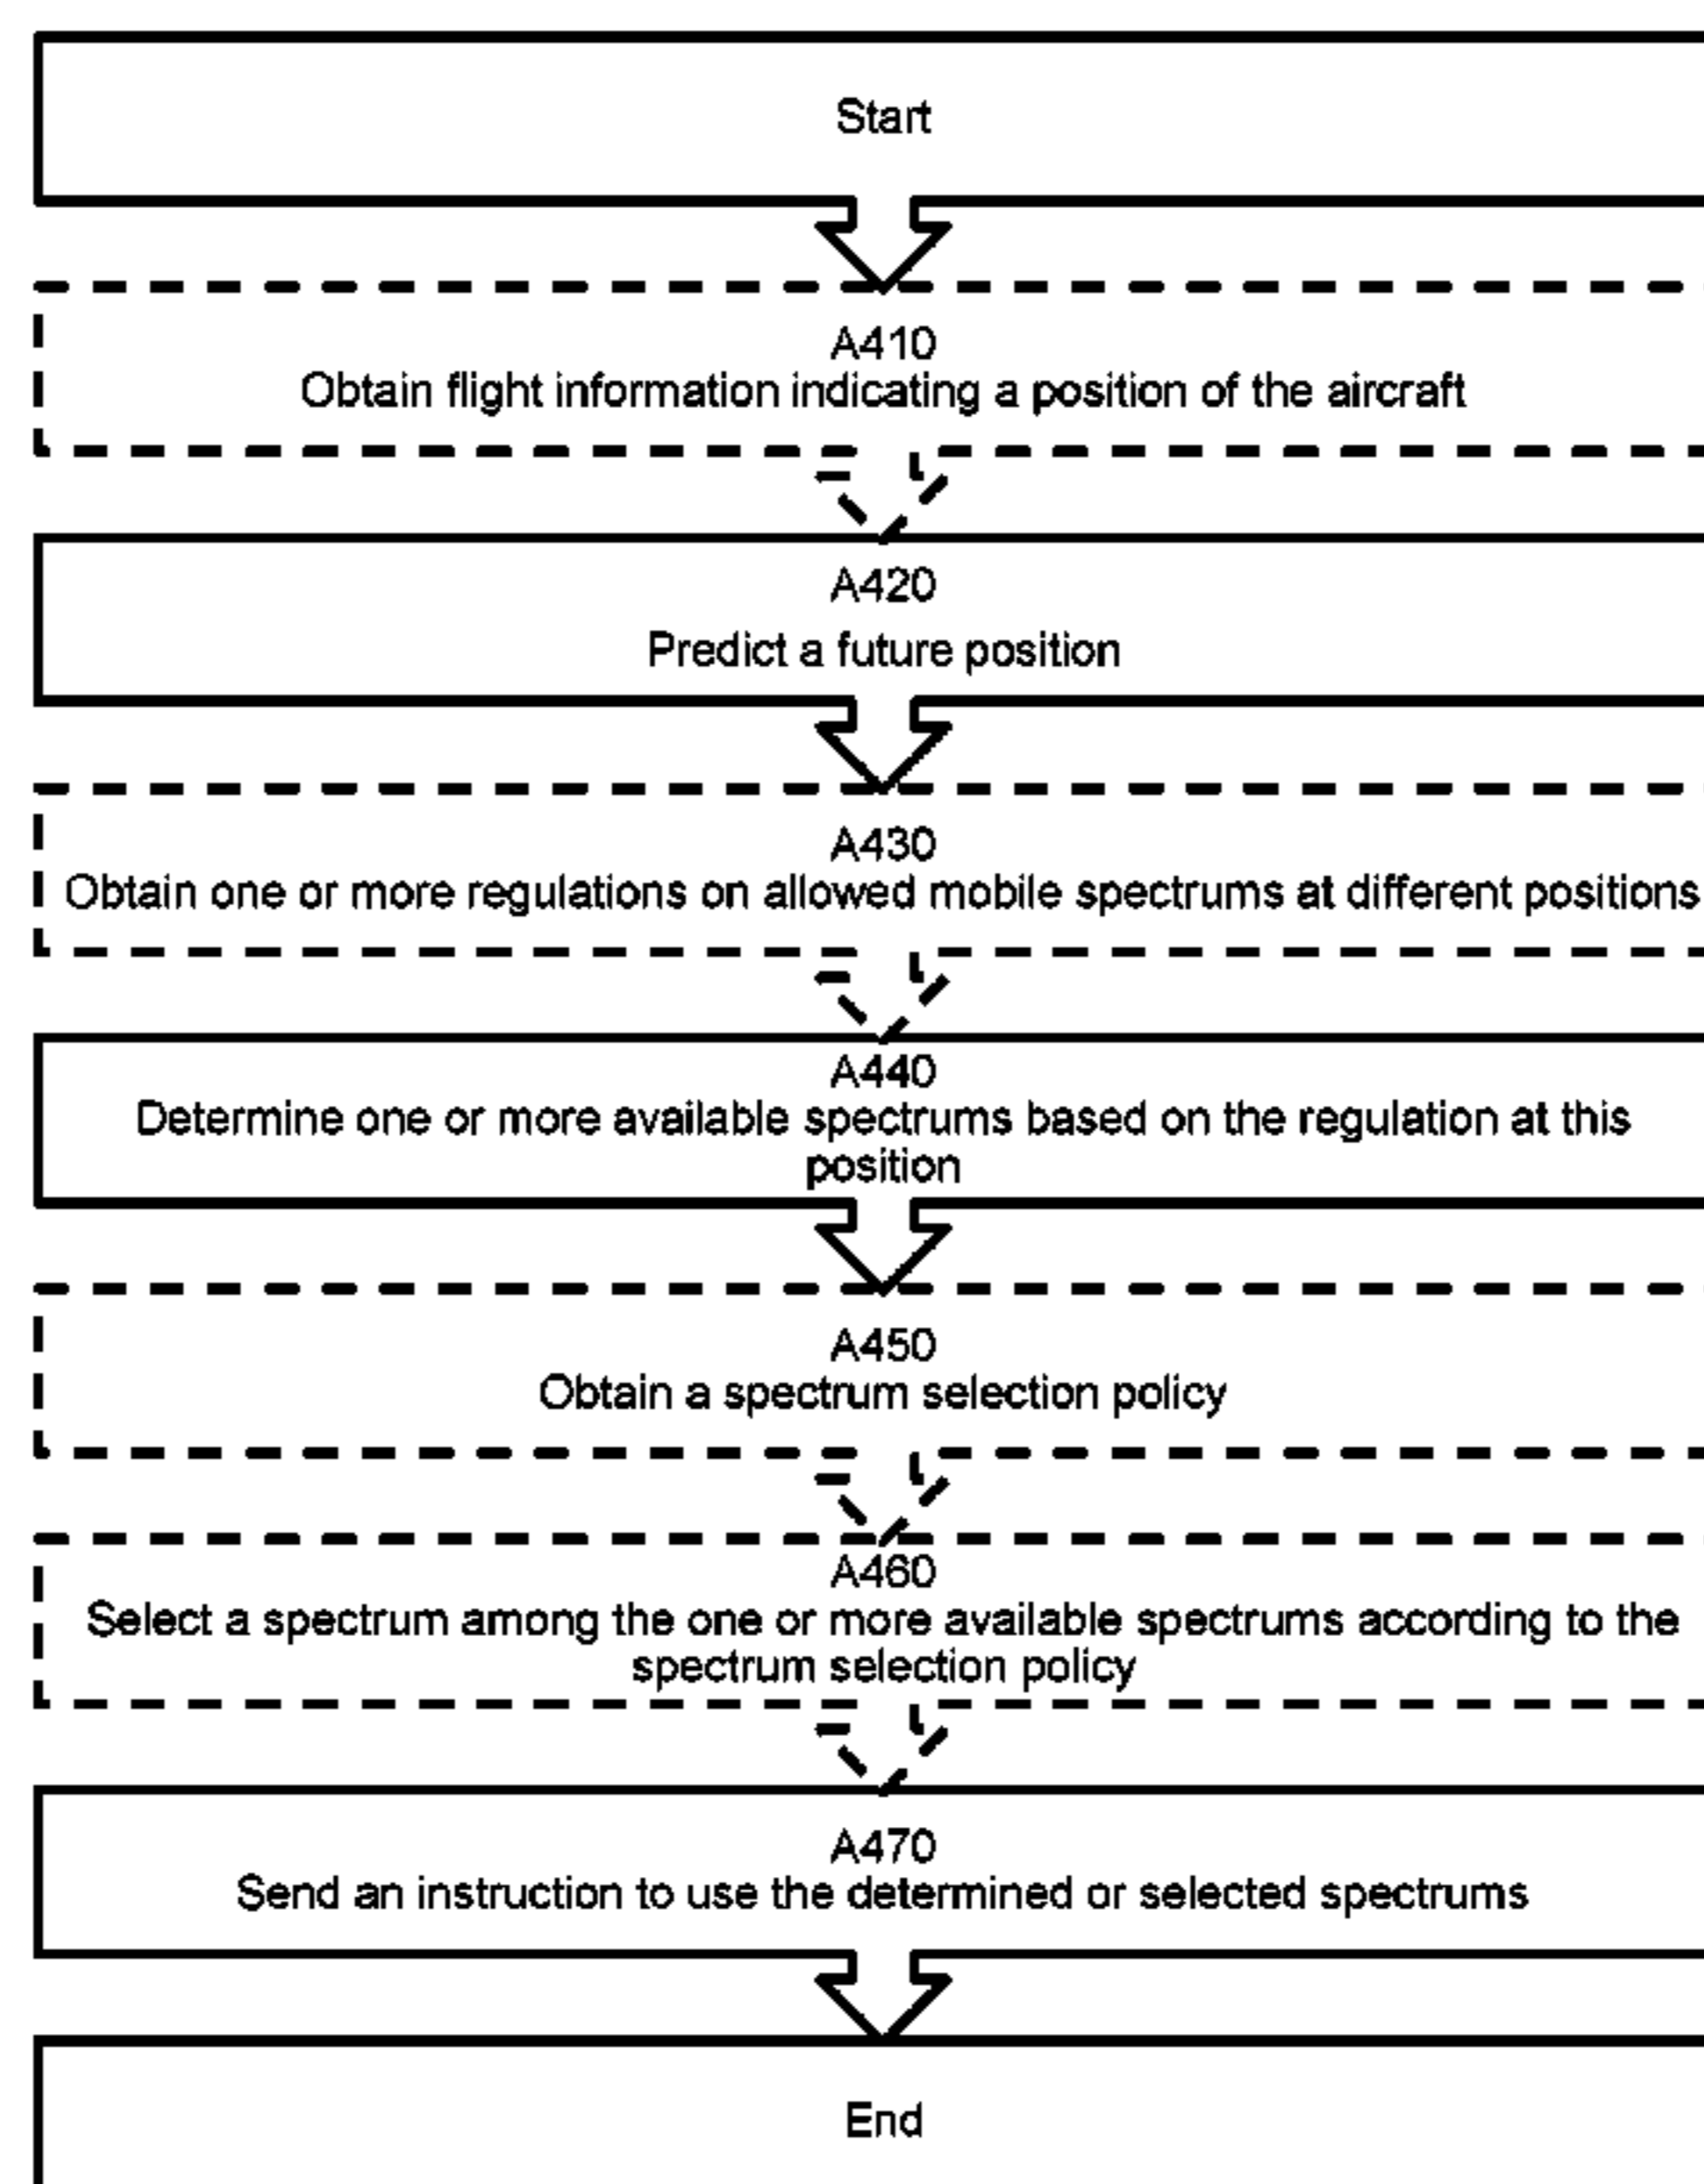 Start
A410
Obtain flight information indicating a position of the aircraft
A420
Predict a future position
A430
Obtain one or more regulations on allowed mobile spectrums at different positions
A440
Determine one or more available spectrums based on the regulation at this
position
A450
Obtain a spectrum selection policy
A460
Select a spectrum among the one or more available spectrums according to the
spectrum selection policy
A470
Send an instruction to use the determined or selected spectrums
End